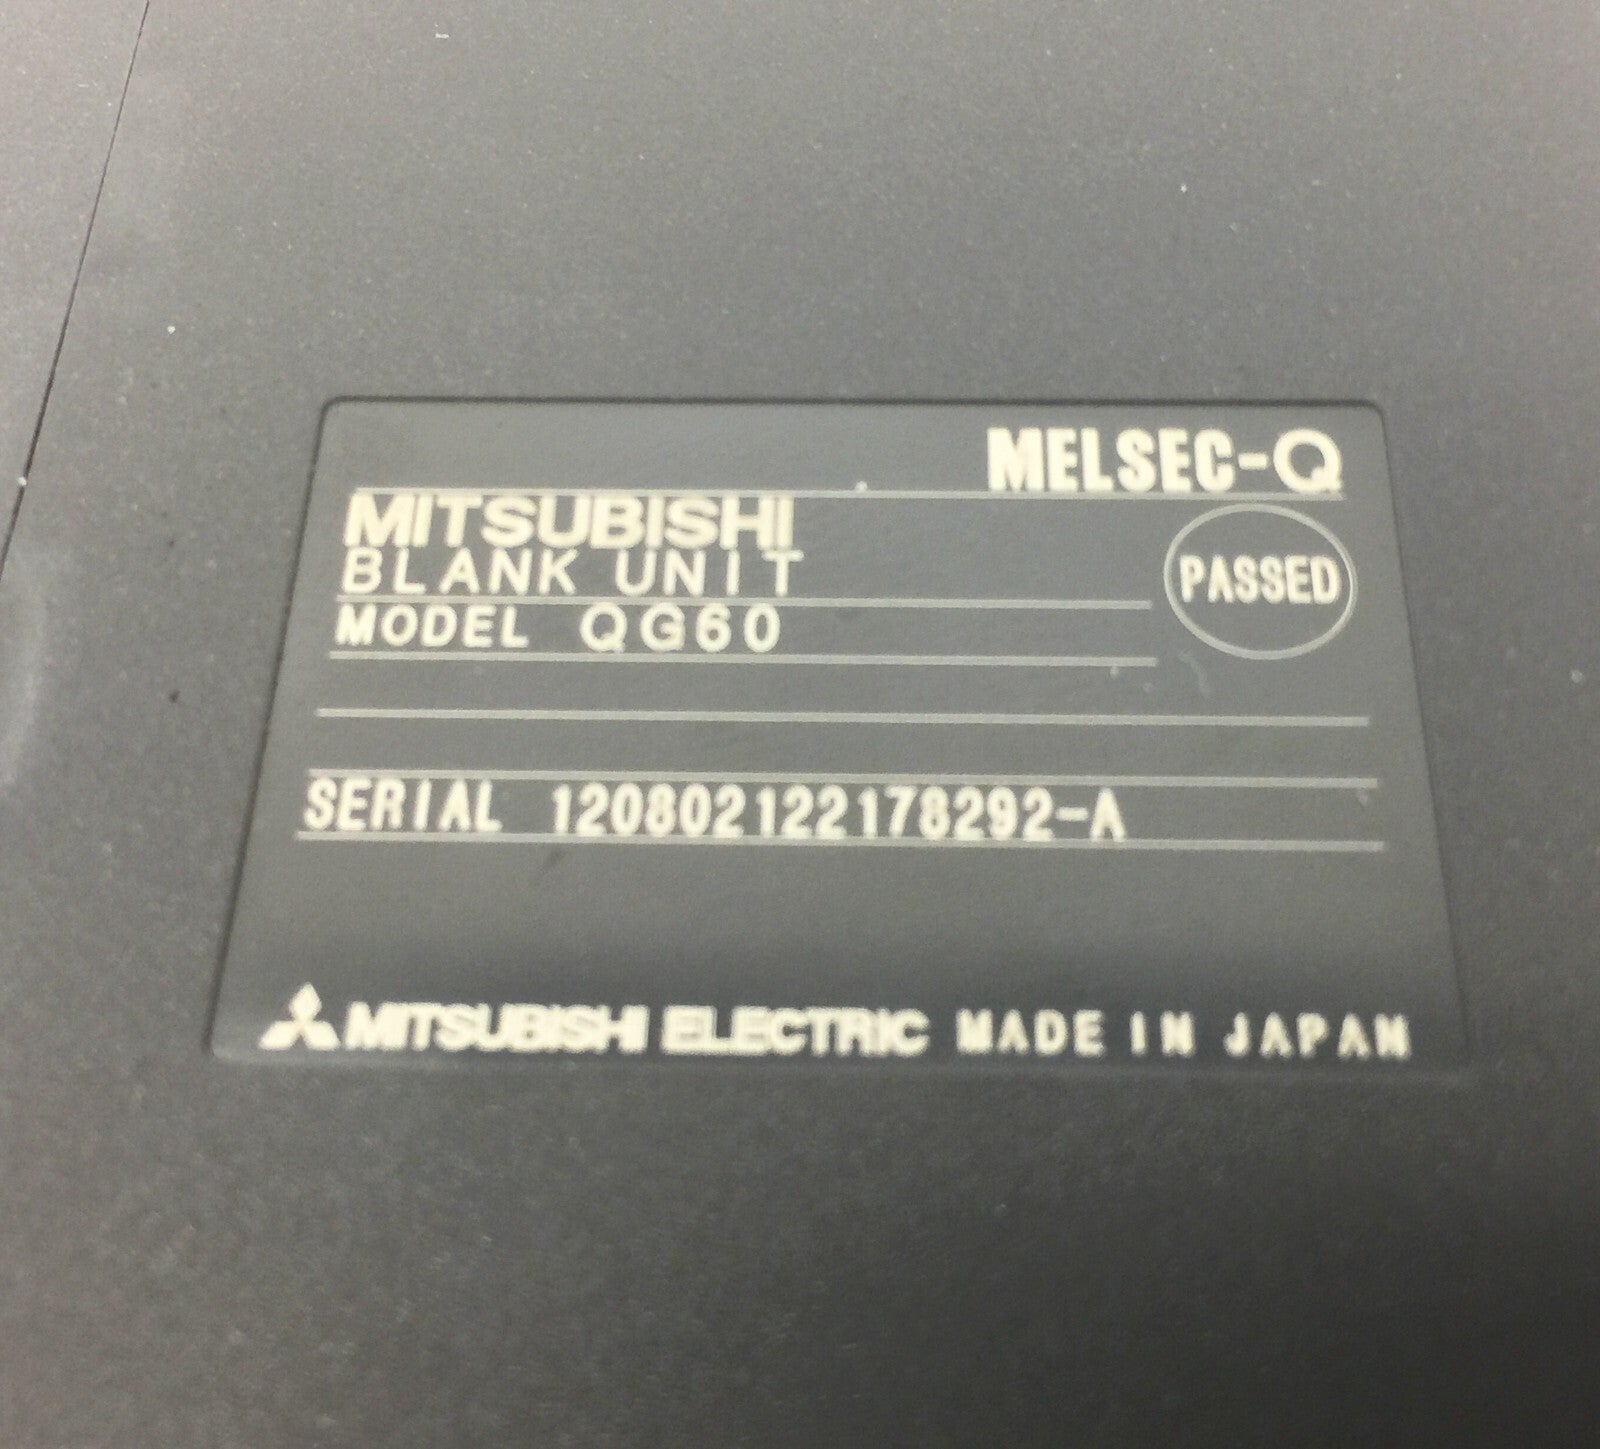 MELSEC-Q
MITSUBISHI
BLANK UNIT
PASSED
MODEL QG60
SERIAL 120802122178292-A
MITSUBISHI ELECTRIC MADE IN JAPAN